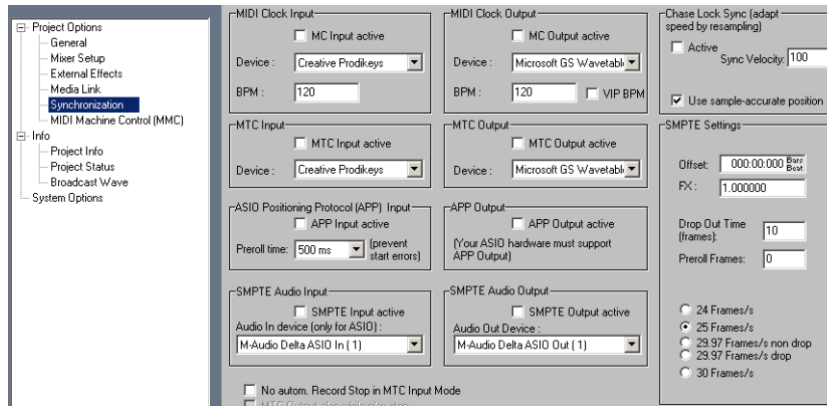 Project Options
General
Mixer Setup
External Effects
Media Link
Synchronization
MIDI Machine Control (MMC)
Info
Project Info
Project Status
Broadcast Wave
System Options
MIDI Clock Input
MC Input active
Device : Creative Prodikeys
BPM : 120
MIDI Clock Output
MC Output active
Device : Microsoft GS Wavetabl
BPM : 120 VIP BPM
Chase Lock Sync (adapt
speed by resampling)
Active
Sync Velocity: 100
Use sample-accurate position
MTC Input
MTC Input active
Device : Creative Prodikeys
MTC Output
MTC Output active
Device : Microsoft GS Wavetabl
SMPTE Settings
Offset: 000:00:000 Bars
Beat
FX : 1.000000
Drop Out Time
(frames): 10
Preroll Frames: 0
24 Frames/s
25 Frames/s
29.97 Frames/s non drop
29.97 Frames/s drop
30 Frames/s
ASIO Positioning Protocol (APP) Input
APP Input active
Preroll time: 500 ms (prevent
start errors)
APP Output
APP Output active
(Your ASIO hardware must support
APP Output)
SMPTE Audio Input
SMPTE Input active
Audio In device (only for ASIO) :
M-Audio Delta ASIO In ( 1 )
SMPTE Audio Output
SMPTE Output active
Audio Out Device :
M-Audio Delta ASIO Out ( 1 )
No autom. Record Stop in MTC Input
Mode